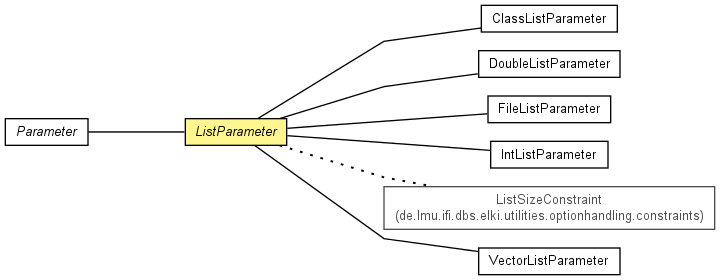 ClassListParameter
DoubleListParameter
FileListParameter
Parameter
ListParameter
IntListParameter
ListSizeConstraint
(de.lmu.ifi.dbs.elki.utilities.optionhandling.constraints)
VectorListParameter